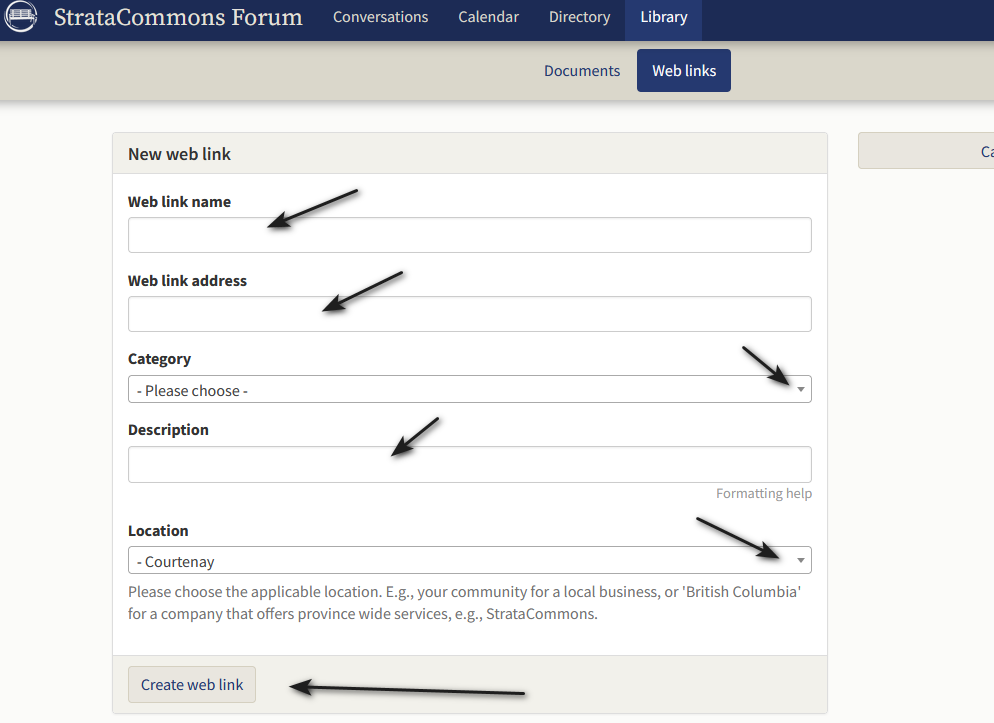 StrataCommons Forum Conversations Calendar Directory Library
Documents Web links
New web link
Web link name
Web link address
Category
- Please choose -
Description
Formatting help
Location
- Courtenay
Please choose the applicable location. E.g., your community for a local business, or 'British Columbia'
for a company that offers province wide services, e.g., StrataCommons.
Create web link